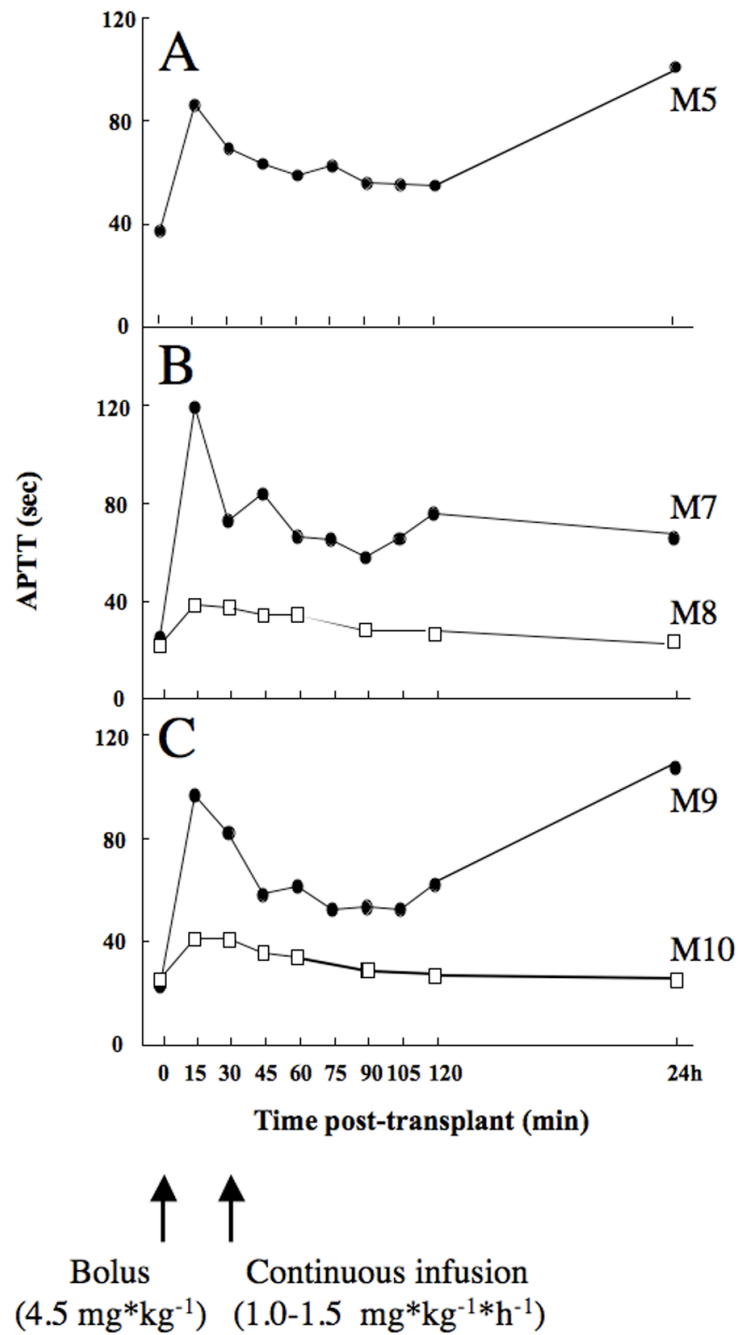 120
A
M5
80
40
0
B
120
M7
80
APTT (sec)
M8
40
0
C
120
M9
80
40
M10
0
0 15 30 45 60 75 90 105 120 24h
Time post-transplant (min)
Bolus Continuous infusion
(4.5 mg*kg⁻¹) (1.0-1.5 mg*kg⁻¹*h⁻¹)